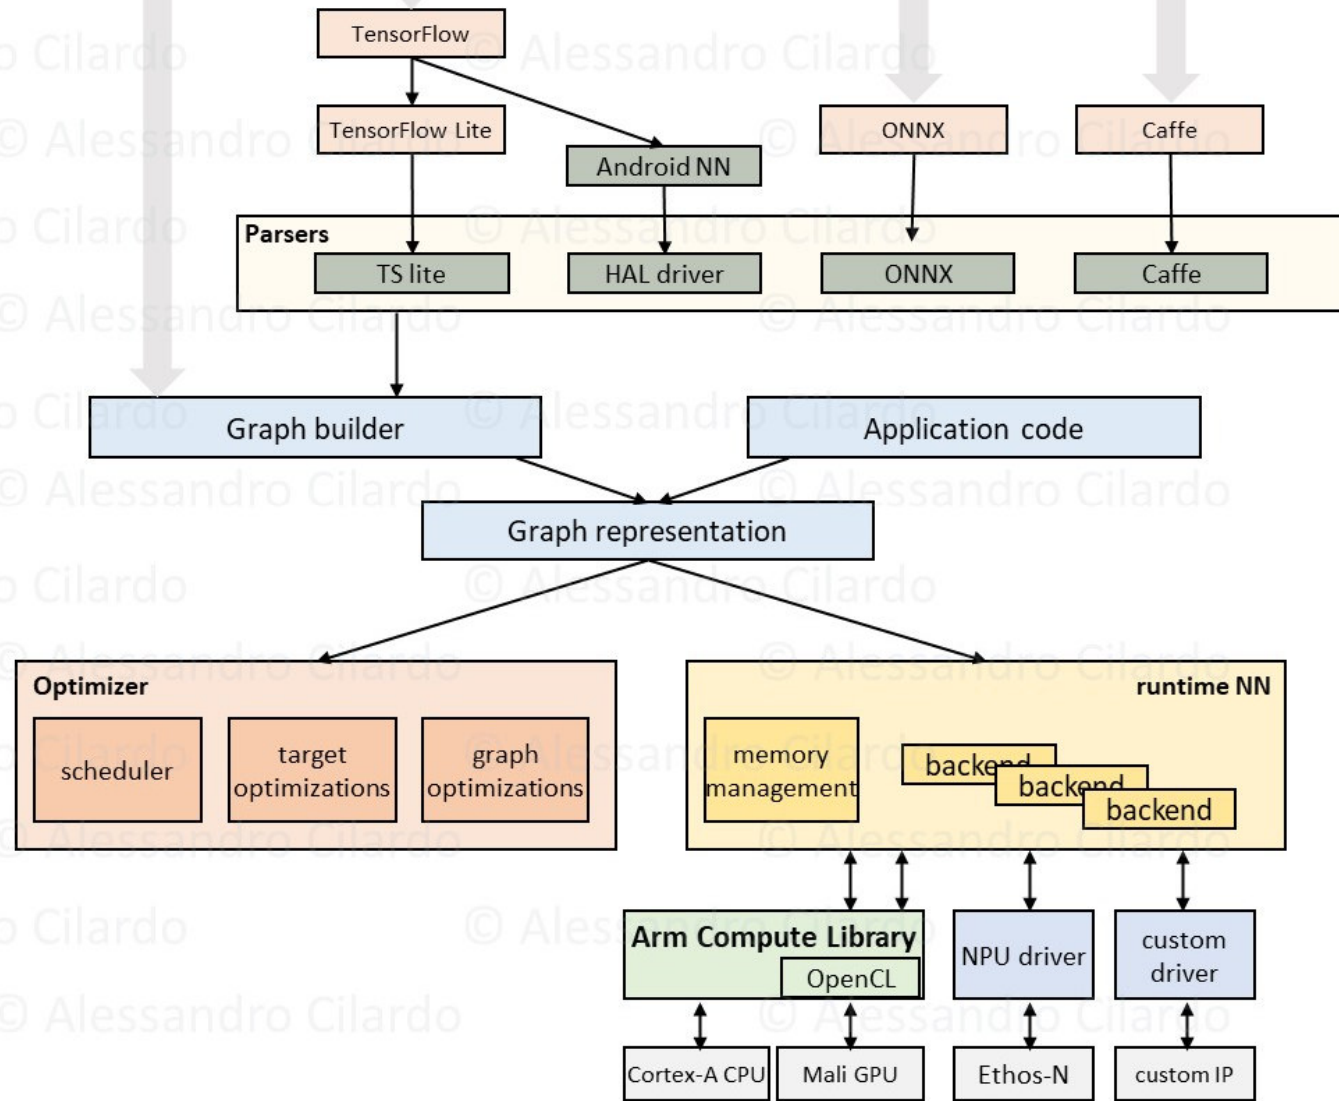 TensorFlow
TensorFlow Lite
ONNX
Caffe
Android NN
Parsers
TS lite
HAL driver
ONNX
Caffe
Graph builder
Application code
Graph representation
Optimizer
scheduler
target
optimizations
graph
optimizations
runtime NN
memory
management
backend
backend
backend
Arm Compute Library
OpenCL
NPU driver
custom
driver
Cortex-A CPU
Mali GPU
Ethos-N
custom IP
© Alessandro Cilardo